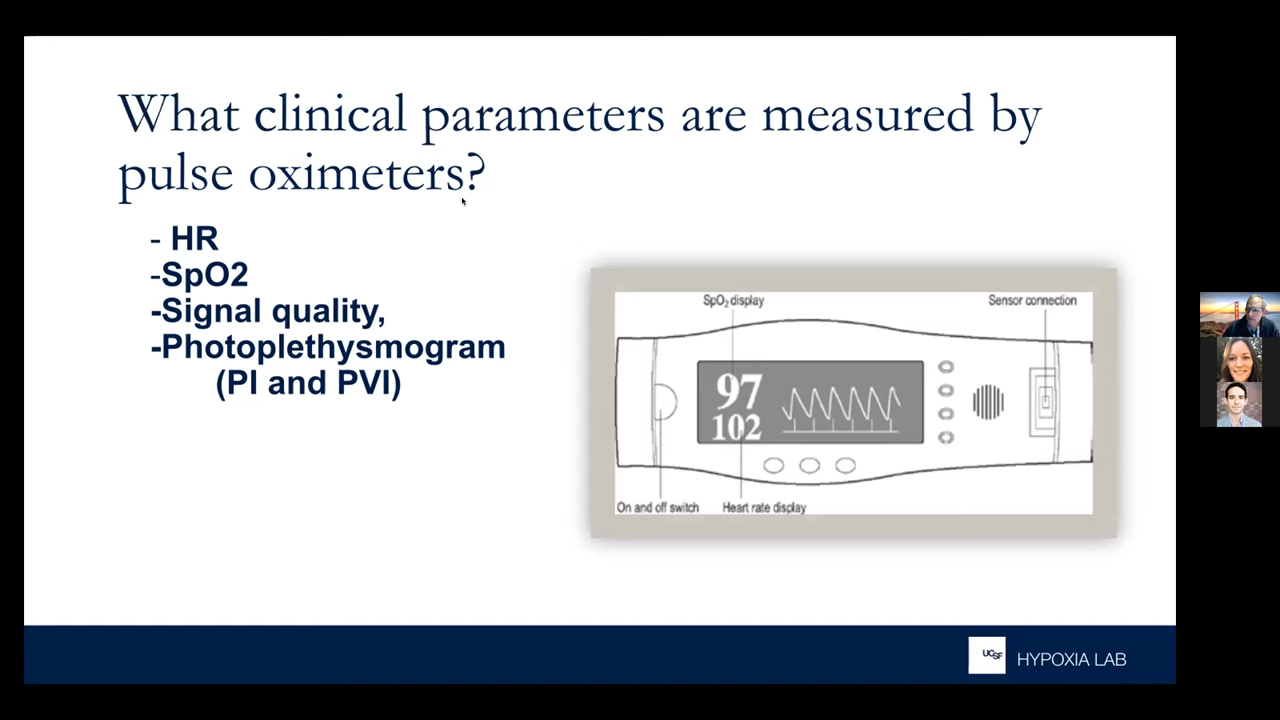 What clinical parameters are measured by
pulse oximeters?
- HR
-SpO2
-Signal quality,
-Photoplethysmogram
(PI and PVI)
SpO₂ display
Sensor connection
97
102
On and off switch
Heart rate display
UCSF
HYPOXIA LAB